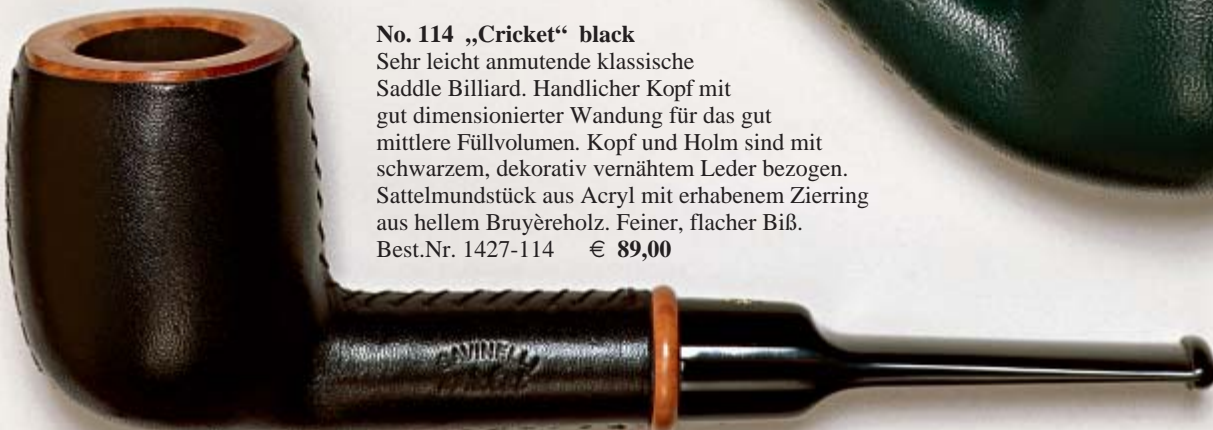 No. 114 „Cricket“ black
Sehr leicht anmutende klassische
Saddle Billiard. Handlicher Kopf mit
gut dimensionierter Wandung für das gut
mittlere Füllvolumen. Kopf und Holm sind mit
schwarzem, dekorativ vernähtem Leder bezogen.
Sattelmundstück aus Acryl mit erhabenem Zierring
aus hellem Bruyèreholz. Feiner, flacher Biß.
Best.Nr. 1427-114 € 89,00
SAVINELLI